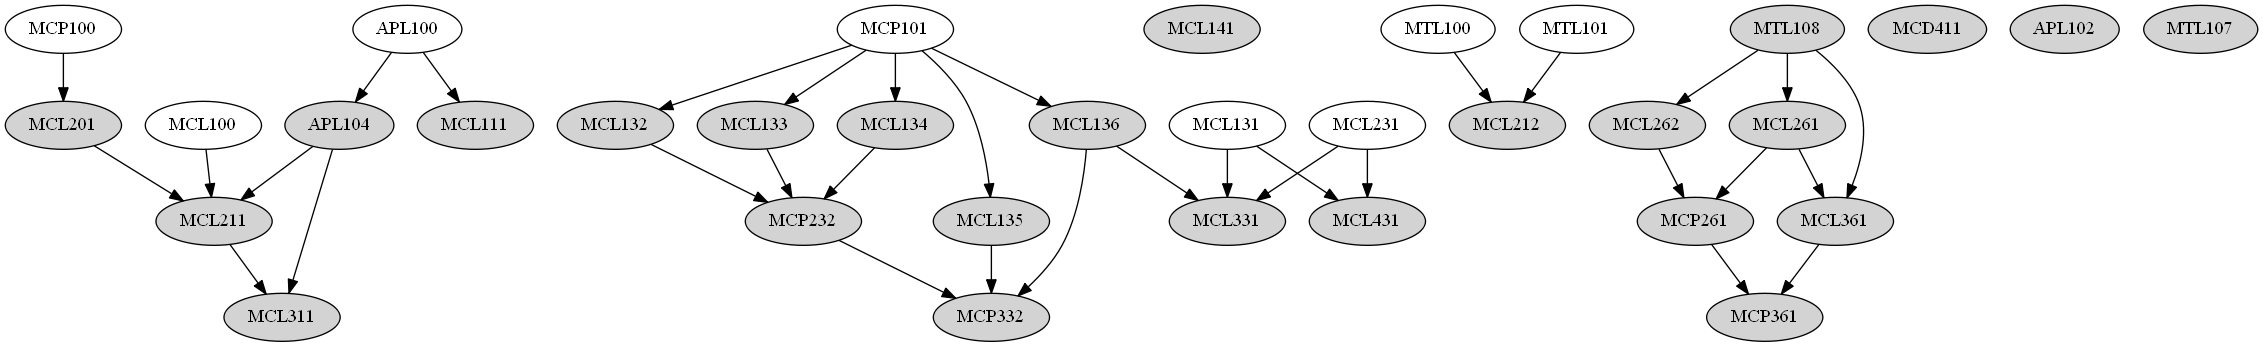 MCP100 APL100 MCP101 MCL141 MTL100 MTL101 MTL108 MCD411 APL102 MTL107
MCL201 MCL100 APL104 MCL111 MCL132 MCL133 MCL134 MCL136 MCL131 MCL231 MCL212 MCL262 MCL261
MCL211 MCP232 MCL135 MCL331 MCL431 MCP261 MCL361
MCL311 MCP332 MCP361